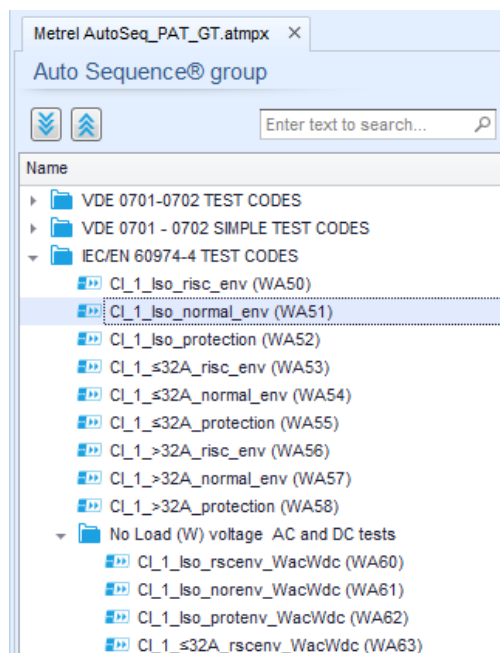 Metrel AutoSeq_PAT_GT.atmpx ×
Auto Sequence® group
Enter text to search...
Name
VDE 0701-0702 TEST CODES
VDE 0701 - 0702 SIMPLE TEST CODES
IEC/EN 60974-4 TEST CODES
Cl_1_Iso_risc_env (WA50)
Cl_1_Iso_normal_env (WA51)
Cl_1_Iso_protection (WA52)
Cl_1_≤32A_risc_env (WA53)
Cl_1_≤32A_normal_env (WA54)
Cl_1_≤32A_protection (WA55)
Cl_1_>32A_risc_env (WA56)
Cl_1_>32A_normal_env (WA57)
Cl_1_>32A_protection (WA58)
No Load (W) voltage  AC and DC tests
Cl_1_Iso_rscenv_WacWdc (WA60)
Cl_1_Iso_norenv_WacWdc (WA61)
Cl_1_Iso_protenv_WacWdc (WA62)
Cl_1_≤32A_rscenv_WacWdc (WA63)